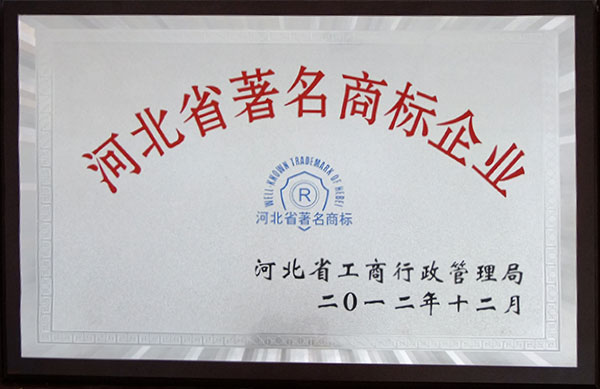 河北省著名商标企业
WELL-KNOWN TRADEMARK OF HEBEI
R
河北省著名商标
河北省工商行政管理局
二〇一二年十二月